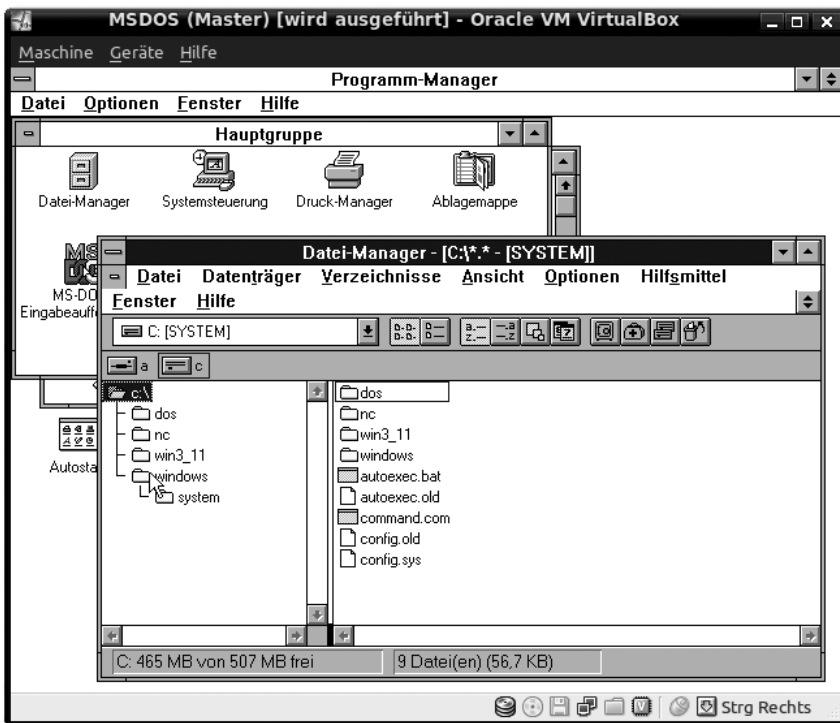 MSDOS (Master) [wird ausgeführt] - Oracle VM VirtualBox
Maschine Geräte Hilfe
Programm-Manager
Datei Optionen Fenster Hilfe
Hauptgruppe
Datei-Manager Systemsteuerung Druck-Manager Ablagemappe
MS-DO
Eingabeauff
Datei-Manager - [C:\*.* - [SYSTEM]]
Datei Datenträger Verzeichnisse Ansicht Optionen Hilfsmittel
Fenster Hilfe
C: [SYSTEM]
a c
c:\
dos
nc
win3_11
windows
system
dos
nc
win3_11
windows
autoexec.bat
autoexec.old
command.com
config.old
config.sys
Autosta
C: 465 MB von 507 MB frei 9 Datei(en) (56,7 KB)
Strg Rechts